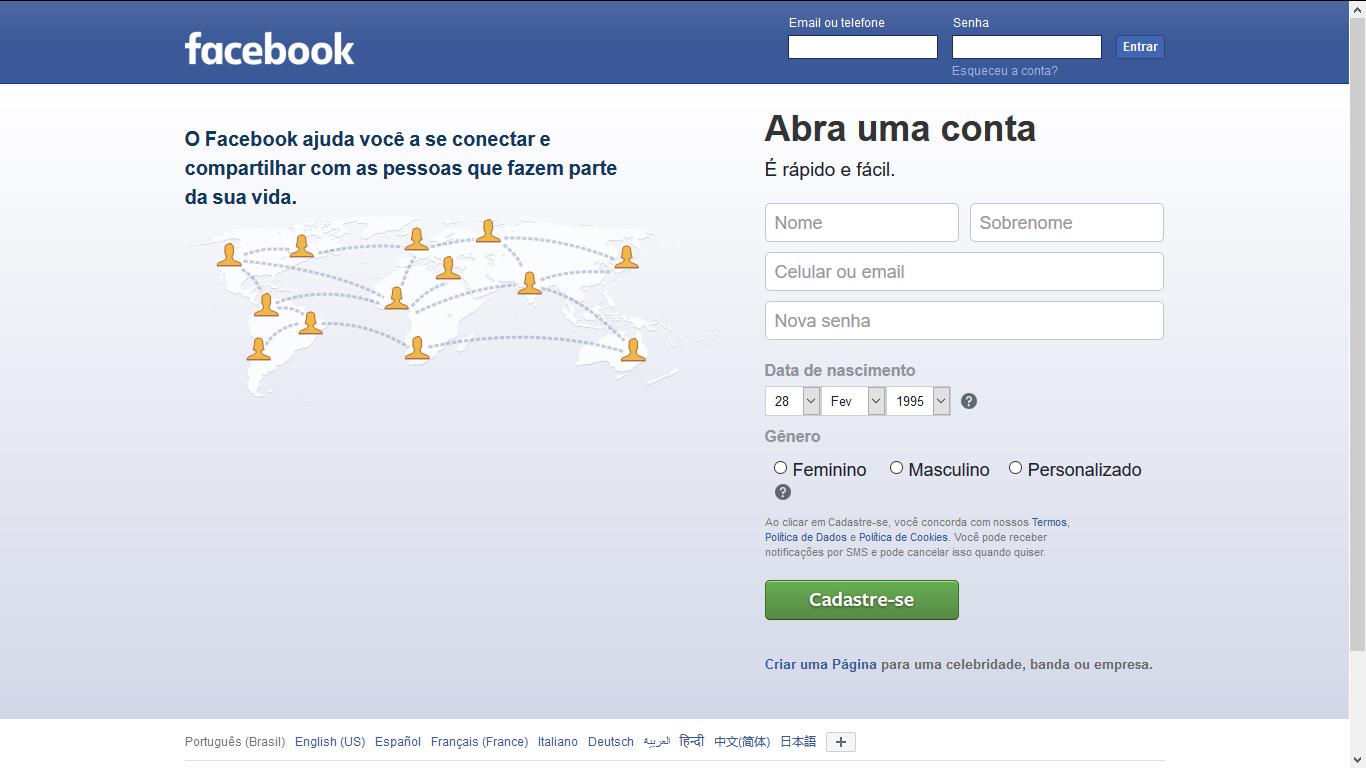 facebook
Email ou telefone
Senha
Entrar
Esqueceu a conta?
O Facebook ajuda você a se conectar e
compartilhar com as pessoas que fazem parte
da sua vida.
Abra uma conta
É rápido e fácil.
Nome Sobrenome
Celular ou email
Nova senha
Data de nascimento
28 Fev 1995 ?
Gênero
Feminino Masculino Personalizado
?
Ao clicar em Cadastre-se, você concorda com nossos Termos,
Política de Dados e Política de Cookies. Você pode receber
notificações por SMS e pode cancelar isso quando quiser.
Cadastre-se
Criar uma Página para uma celebridade, banda ou empresa.
Português (Brasil) English (US) Español Français (France) Italiano Deutsch العربية हिन्दी 中文(简体) 日本語 +